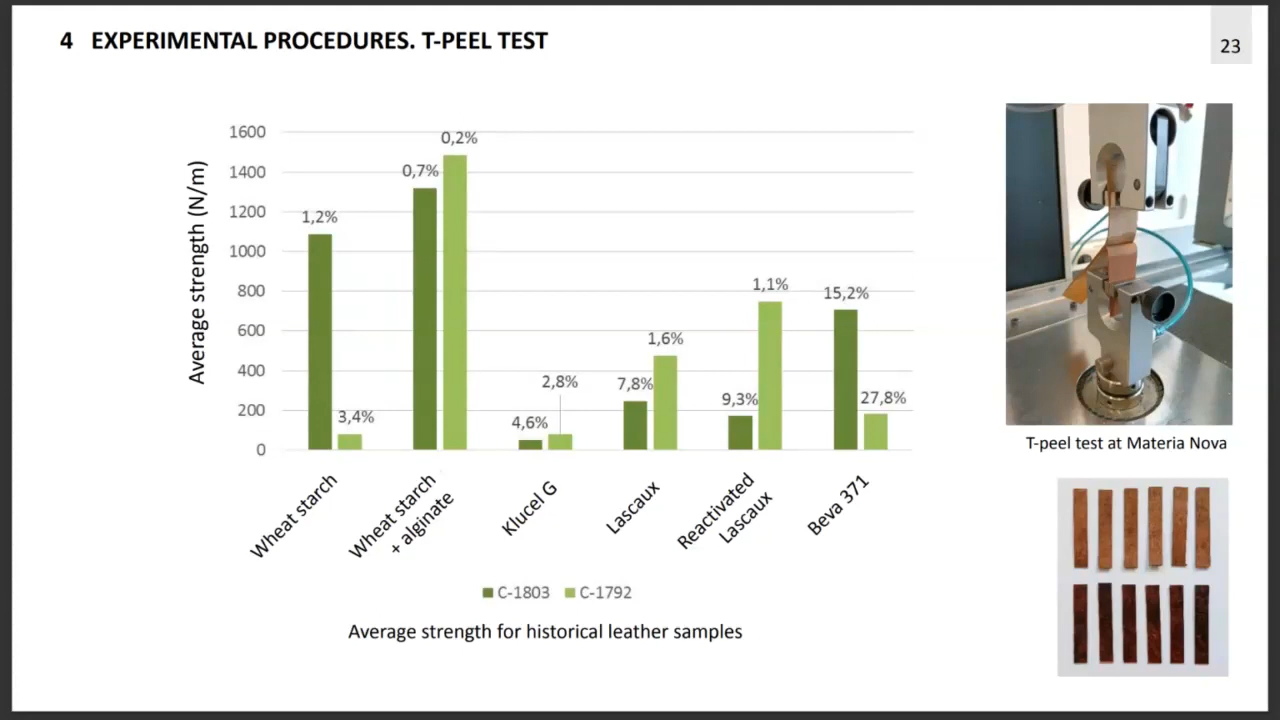 4 EXPERIMENTAL PROCEDURES. T-PEEL TEST
23
Average strength (N/m)
1600
1400
1200
1000
800
600
400
200
0
1,2%
3,4%
0,7%
0,2%
4,6%
2,8%
7,8%
1,6%
9,3%
1,1%
15,2%
27,8%
Wheat starch
Wheat starch
+ alginate
Klucel G
Lascaux
Reactivated
Lascaux
Beva 371
C-1803 C-1792
Average strength for historical leather samples
T-peel test at Materia Nova